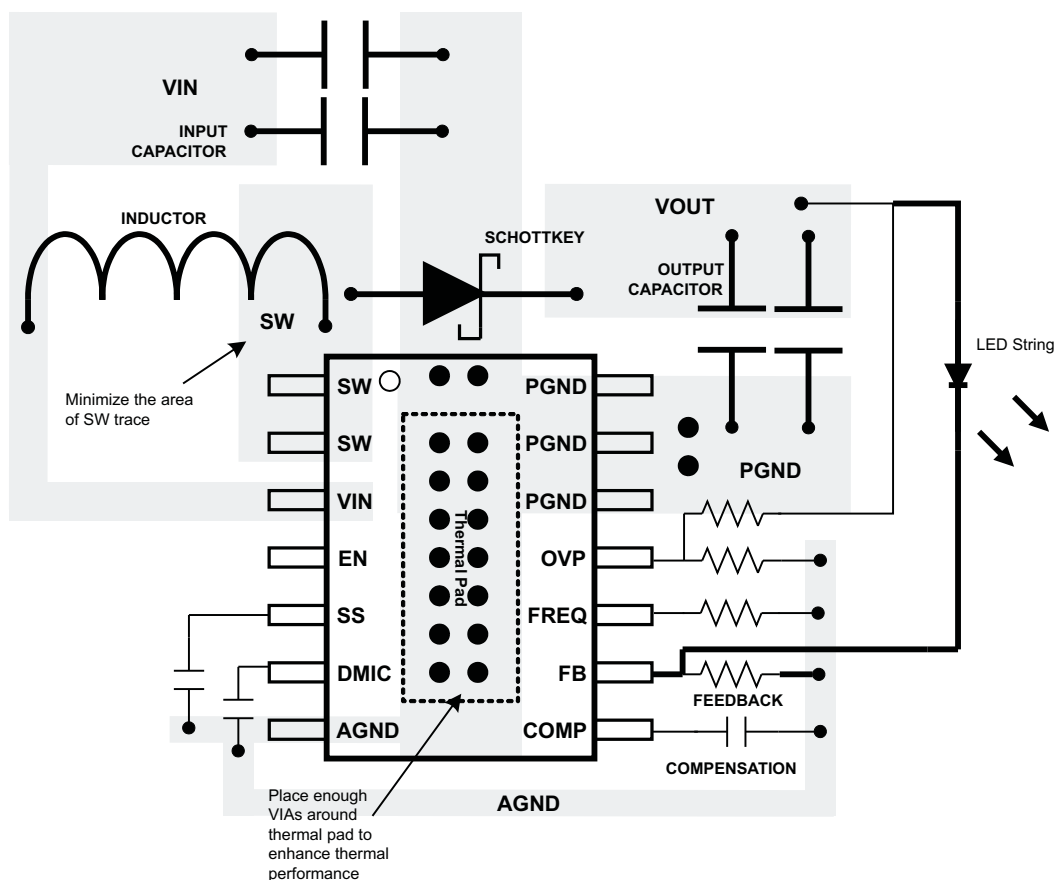 VIN
INPUT
CAPACITOR
INDUCTOR
SW
Minimize the area
of SW trace
SCHOTTKEY
VOUT
OUTPUT
CAPACITOR
LED String
PGND
SW
SW
VIN
EN
SS
DMIC
AGND
Thermal Pad
PGND
PGND
PGND
OVP
FREQ
FB
COMP
FEEDBACK
COMPENSATION
AGND
Place enough
VIAs around
thermal pad to
enhance thermal
performance